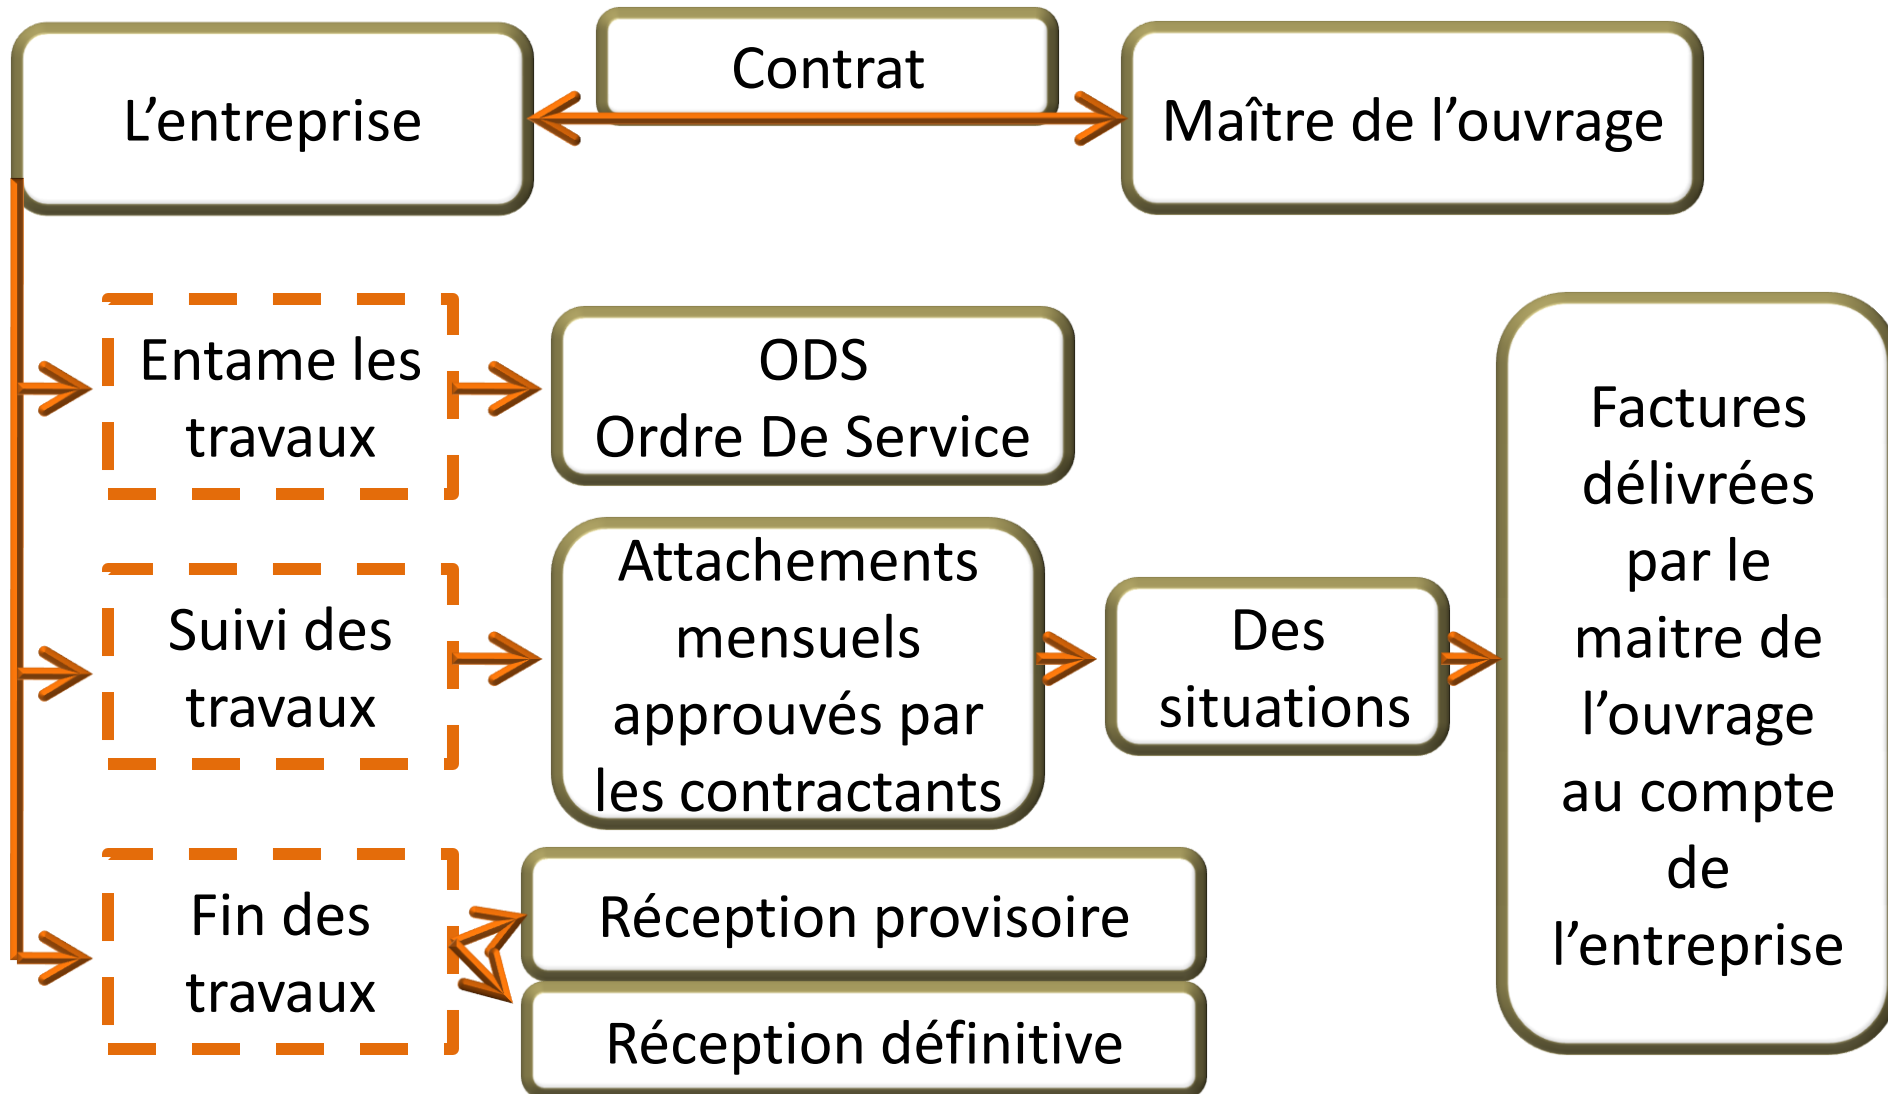 L’entreprise
Contrat
Maître de l’ouvrage
Entame les
travaux
ODS
Ordre De Service
Suivi des
travaux
Attachements
mensuels
approuvés par
les contractants
Des
situations
Factures
délivrées
par le
maitre de
l’ouvrage
au compte
de
l’entreprise
Fin des
travaux
Réception provisoire
Réception définitive